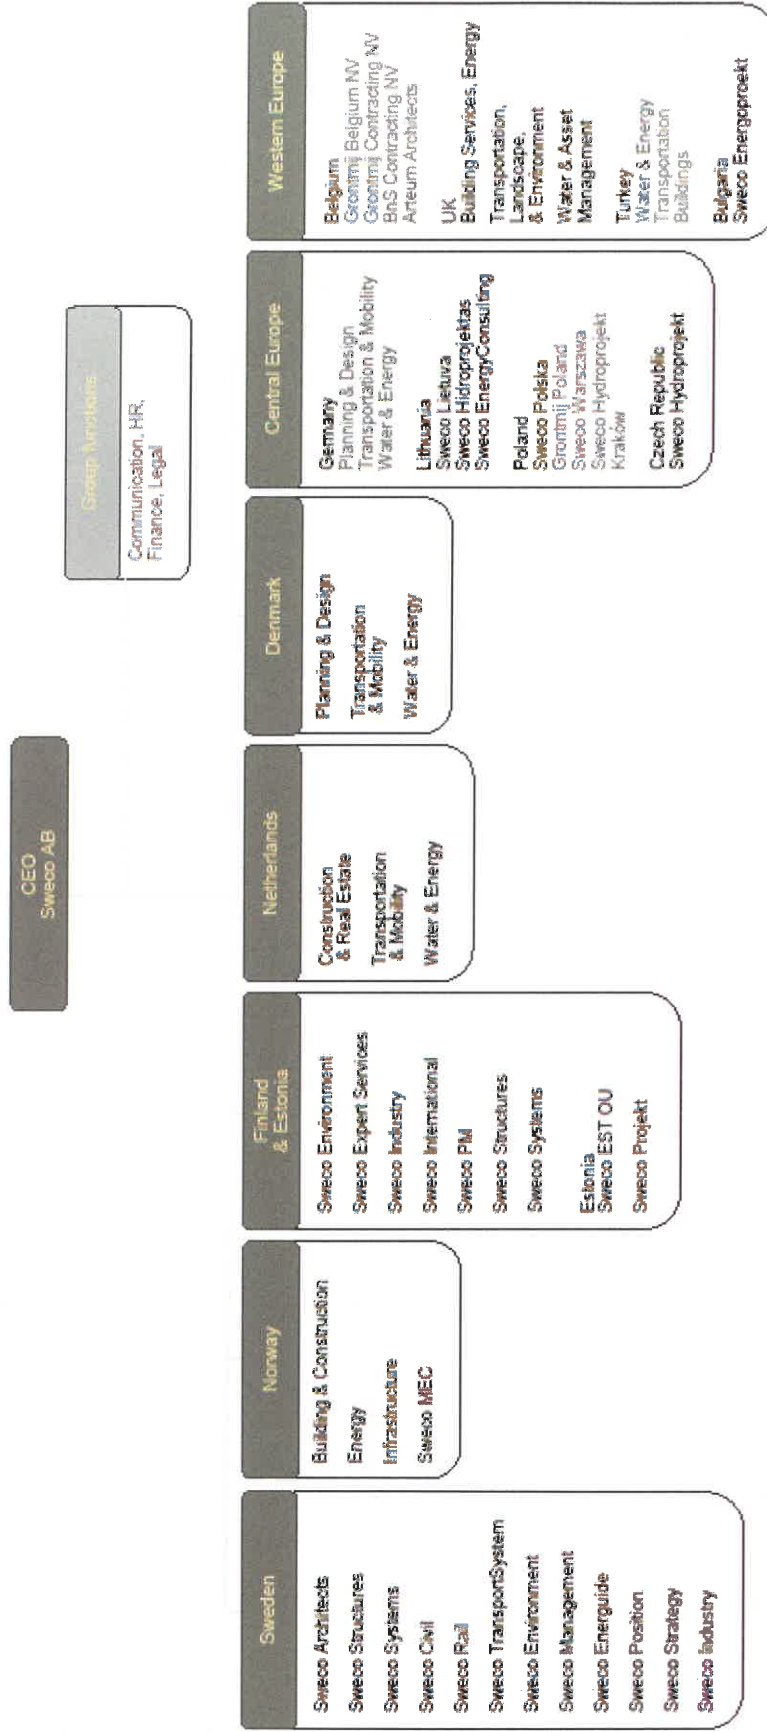 CEO
Sweco AB
Group functions
Communication, HR,
Finance, Legal
Sweden
Sweco Architects
Sweco Structures
Sweco Systems
Sweco Civil
Sweco Rail
Sweco TransportSystem
Sweco Environment
Sweco Management
Sweco Energuide
Sweco Position
Sweco Strategy
Sweco Industry
Norway
Building & Construction
Energy
Infrastructure
Sweco MEC
Finland
& Estonia
Sweco Environment
Sweco Expert Services
Sweco Industry
Sweco International
Sweco PM
Sweco Structures
Sweco Systems
Estonia
Sweco EST OU
Sweco Projekt
Netherlands
Construction
& Real Estate
Transportation
& Mobility
Water & Energy
Denmark
Planning & Design
Transportation
& Mobility
Water & Energy
Central Europe
Germany
Planning & Design
Transportation & Mobility
Water & Energy
Lithuania
Sweco Lietuva
Sweco Hidroprojektas
Sweco EnergyConsulting
Poland
Sweco Polska
Grontmij Poland
Sweco Warszawa
Sweco Hydroprojekt
Kraków
Czech Republic
Sweco Hydroprojekt
Western Europe
Belgium
Grontmij Belgium NV
Grontmij Contracting NV
BnS Contracting NV
Arteum Architects
UK
Building Services, Energy
Transportation,
Landscape,
& Environment
Water & Asset
Management
Turkey
Water & Energy
Transportation
Buildings
Bulgaria
Sweco Energoproekt